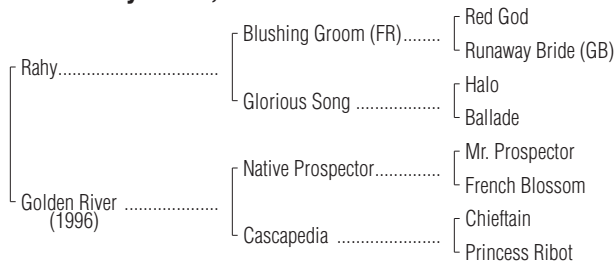 Red God
Blushing Groom (FR)........
Runaway Bride (GB)
Rahy..................................
Halo
Glorious Song ..................
Ballade
Mr. Prospector
Native Prospector..............
French Blossom
Golden River ....................
(1996)
Chieftain
Cascapedia ......................
Princess Ribot